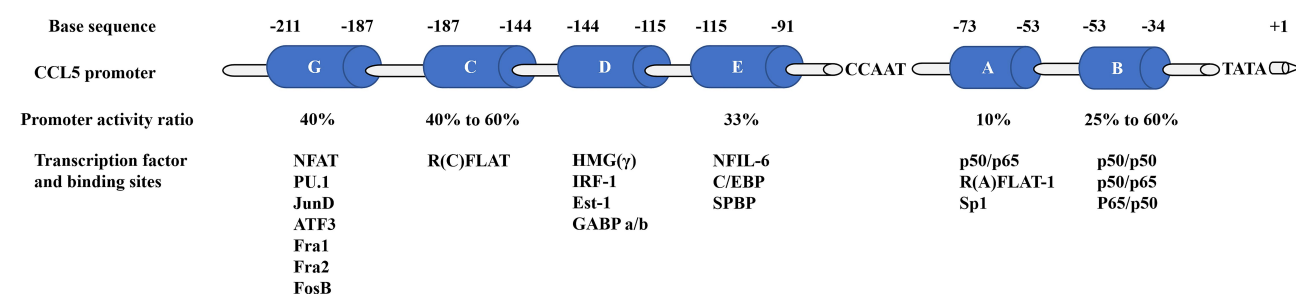 Base sequence -211 -187 -187 -144 -144 -115 -115 -91 -73 -53 -53 -34 +1
CCL5 promoter G C D E CCAAT A B TATA
Promoter activity ratio 40% 40% to 60% 33% 10% 25% to 60%
Transcription factor NFAT R(C)FLAT HMG(γ) NFIL-6 p50/p65 p50/p50
and binding sites PU.1 IRF-1 C/EBP R(A)FLAT-1 p50/p65
JunD Est-1 SPBP Sp1 P65/p50
ATF3 GABP a/b
Fra1
Fra2
FosB